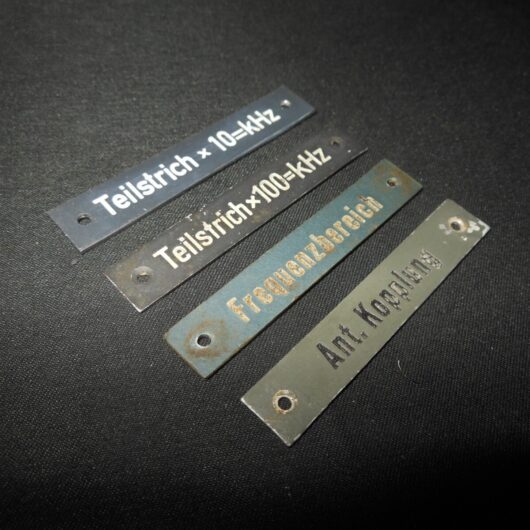 Teilstrich × 10=kHz
Teilstrich×100=kHz
Frequenzbereich
Ant. Kopplung